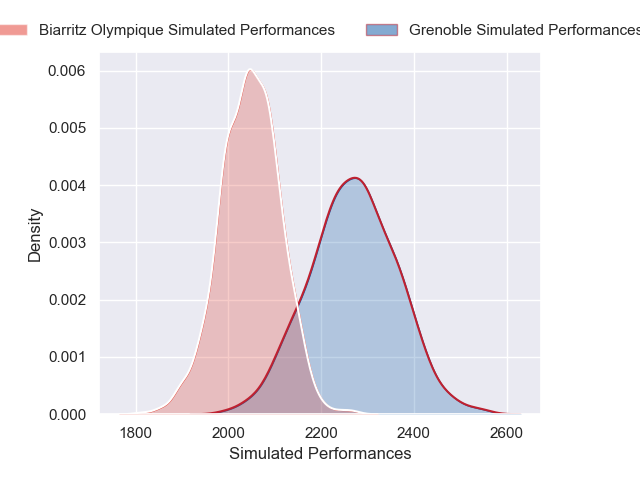 Biarritz Olympique Simulated Performances
Grenoble Simulated Performances
0.006
0.005
0.004
0.003
0.002
0.001
0.000
Density
1800 2000 2200 2400 2600
Simulated Performances